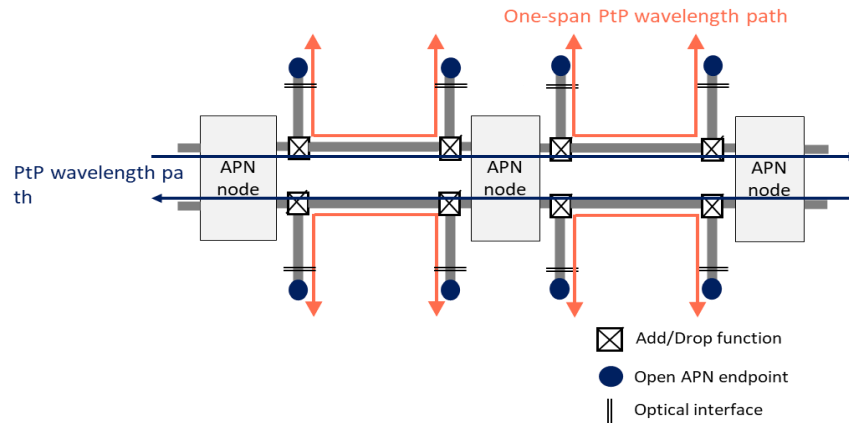 One-span PtP wavelength path
APN
node
APN
node
APN
node
PtP wavelength pa
th
Add/Drop function
Open APN endpoint
Optical interface